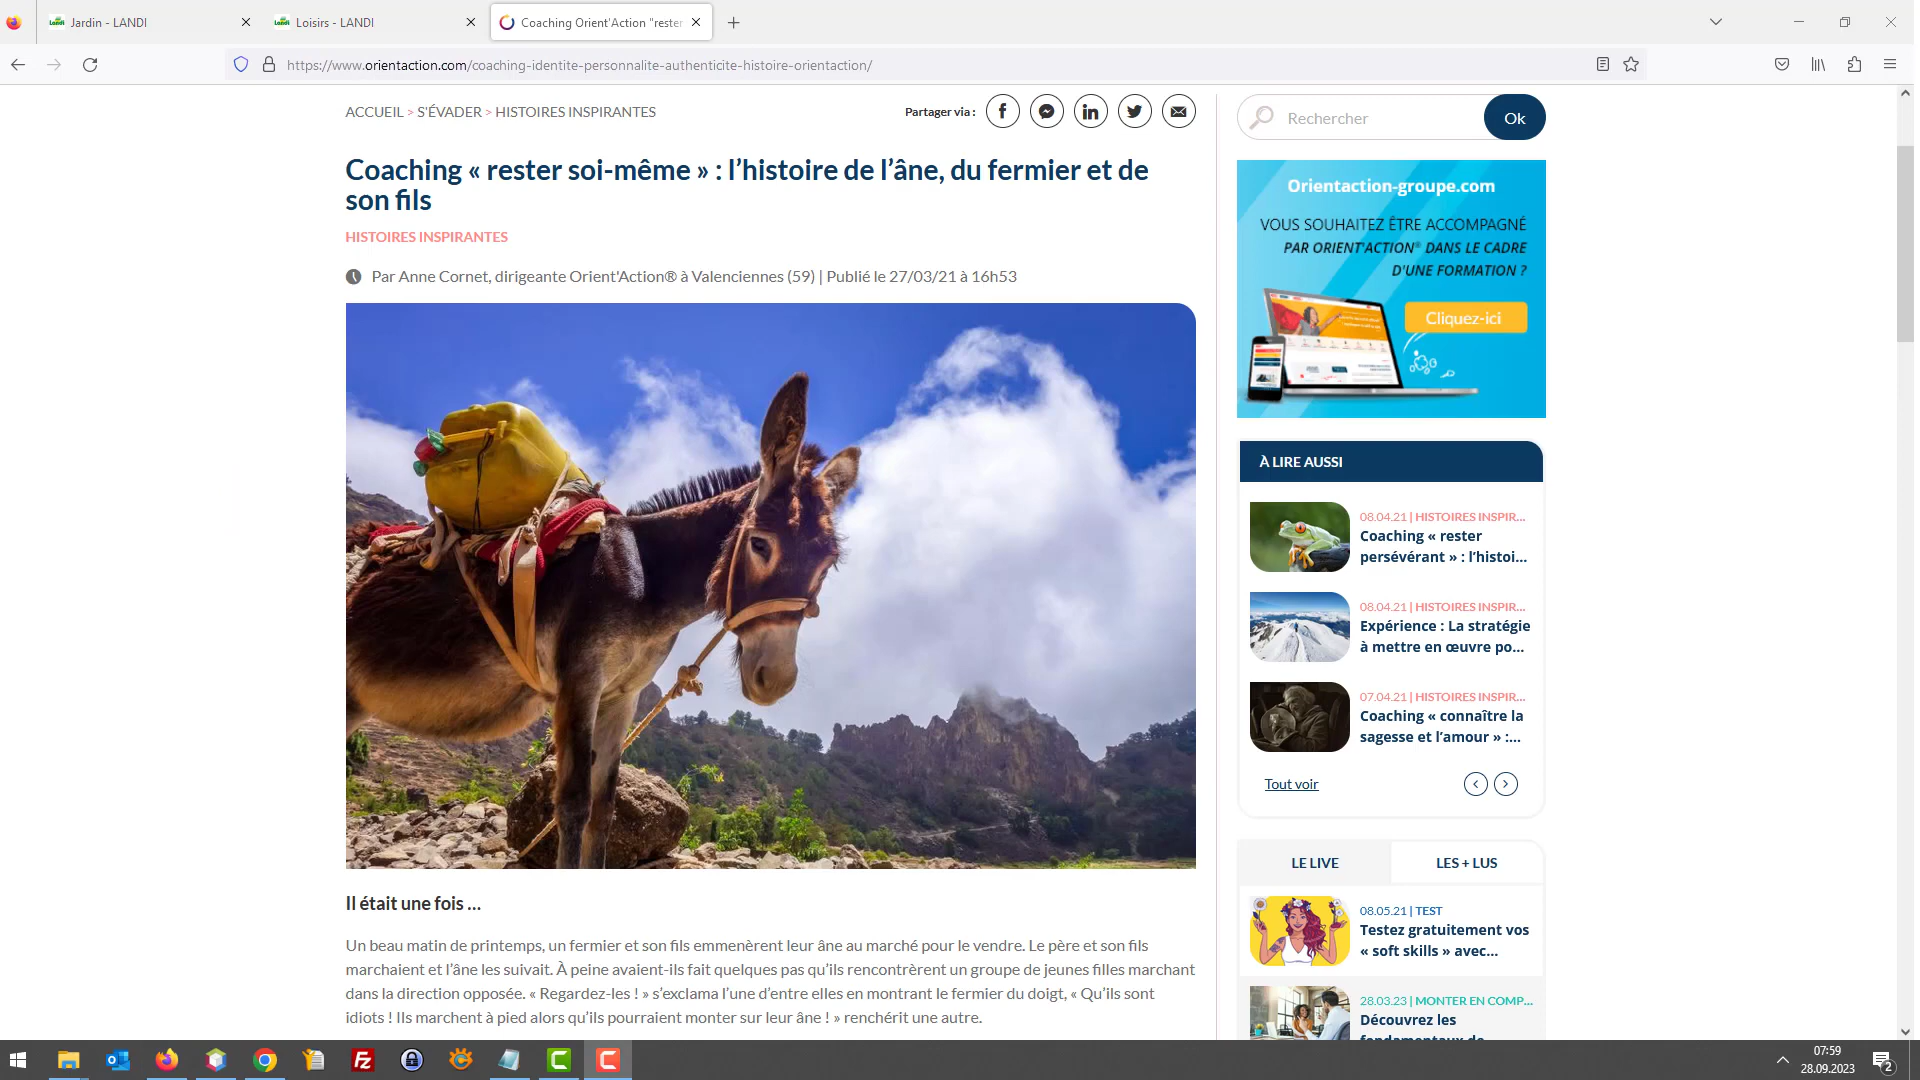 Jardin - LANDI
Loisirs - LANDI
Coaching Orient'Action "rester
https://www.orientaction.com/coaching-identite-personnalite-authenticite-histoire-orientaction/
ACCUEIL > S'ÉVADER > HISTOIRES INSPIRANTES
Partager via :
Coaching « rester soi-même » : l’histoire de l’âne, du fermier et de
son fils
HISTOIRES INSPIRANTES
Par Anne Cornet, dirigeante Orient'Action® à Valenciennes (59) | Publié le 27/03/21 à 16h53
Il était une fois …
Un beau matin de printemps, un fermier et son fils emmenèrent leur âne au marché pour le vendre. Le père et son fils
marchaient et l’âne les suivait. À peine avaient-ils fait quelques pas qu’ils rencontrèrent un groupe de jeunes filles marchant
dans la direction opposée. « Regardez-les ! » s’exclama l’une d’entre elles en montrant le fermier du doigt, « Qu’ils sont
idiots ! Ils marchent à pied alors qu’ils pourraient monter sur leur âne ! » renchérit une autre.
Rechercher
Ok
Orientaction-groupe.com
VOUS SOUHAITEZ ÊTRE ACCOMPAGNÉ
PAR ORIENT'ACTION® DANS LE CADRE
D'UNE FORMATION ?
Cliquez-ici
À LIRE AUSSI
08.04.21 | HISTOIRES INSPIR...
Coaching « rester
persévérant » : l’histoi...
08.04.21 | HISTOIRES INSPIR...
Expérience : La stratégie
à mettre en œuvre po...
07.04.21 | HISTOIRES INSPIR...
Coaching « connaître la
sagesse et l’amour » :...
Tout voir
LE LIVE
LES + LUS
08.05.21 | TEST
Testez gratuitement vos
« soft skills » avec...
28.03.23 | MONTER EN COMP...
Découvrez les
fondamentaux de
07:59
28.09.2023
2